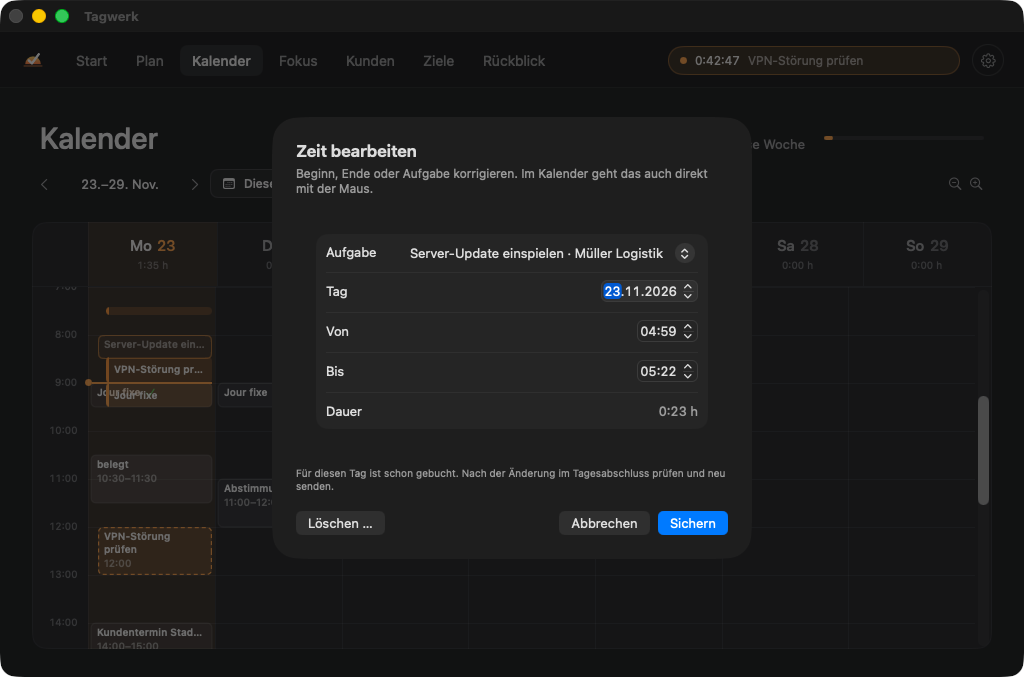 Tagwerk
Start
Plan
Kalender
Fokus
Kunden
Ziele
Rückblick
0:42:47 VPN-Störung prüfen
Kalender
e Woche
23.–29. Nov.
Diese
Mo 23
1:35 h
D
0
Sa 28
0:00 h
So 29
0:00 h
7:00
8:00
9:00
10:00
11:00
12:00
13:00
14:00
Server-Update ein...
VPN-Störung pr...
Jour fixe
Jour fixe
Jour fixe
belegt
10:30–11:30
Abstimmu
11:00–12:
VPN-Störung
prüfen
12:00
Kundentermin Stad...
14:00–15:00
Zeit bearbeiten
Beginn, Ende oder Aufgabe korrigieren. Im Kalender geht das auch direkt
mit der Maus.
Aufgabe Server-Update einspielen · Müller Logistik
Tag 23.11.2026
Von 04:59
Bis 05:22
Dauer 0:23 h
Für diesen Tag ist schon gebucht. Nach der Änderung im Tagesabschluss prüfen und neu
senden.
Löschen ...
Abbrechen
Sichern